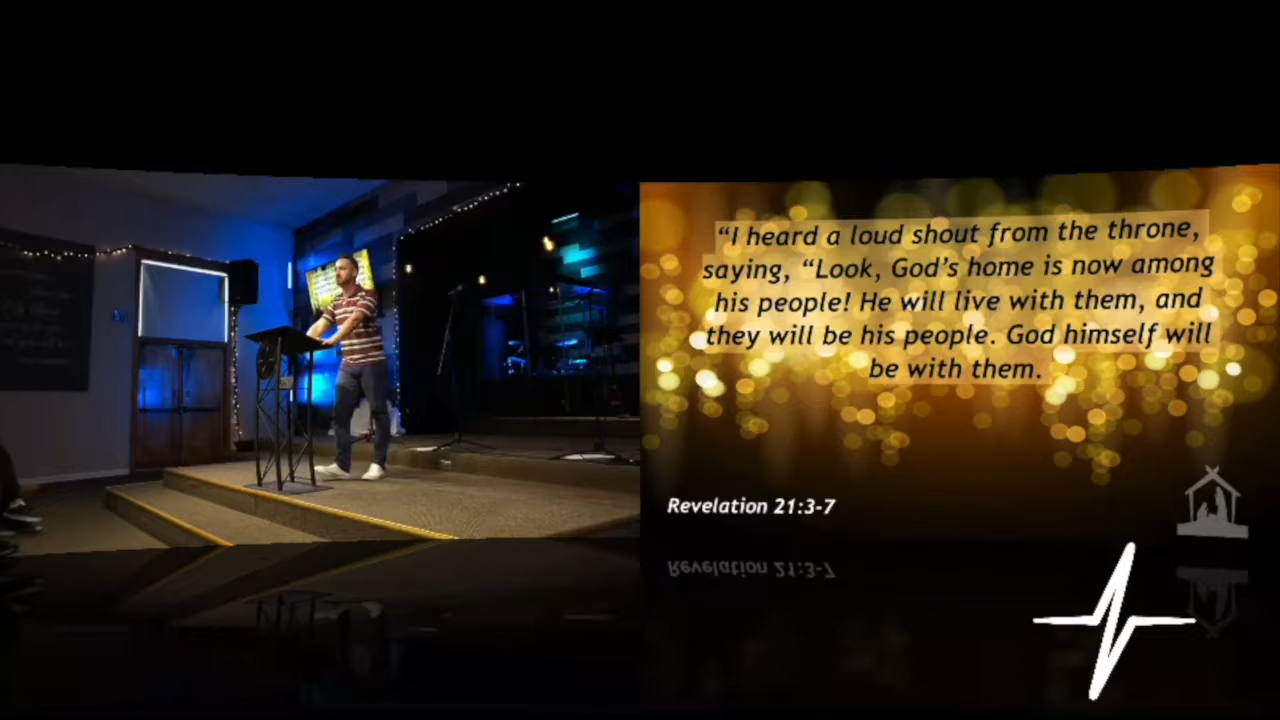 “I heard a loud shout from the throne,
saying, “Look, God’s home is now among
his people! He will live with them, and
they will be his people. God himself will
be with them.
Revelation 21:3-7